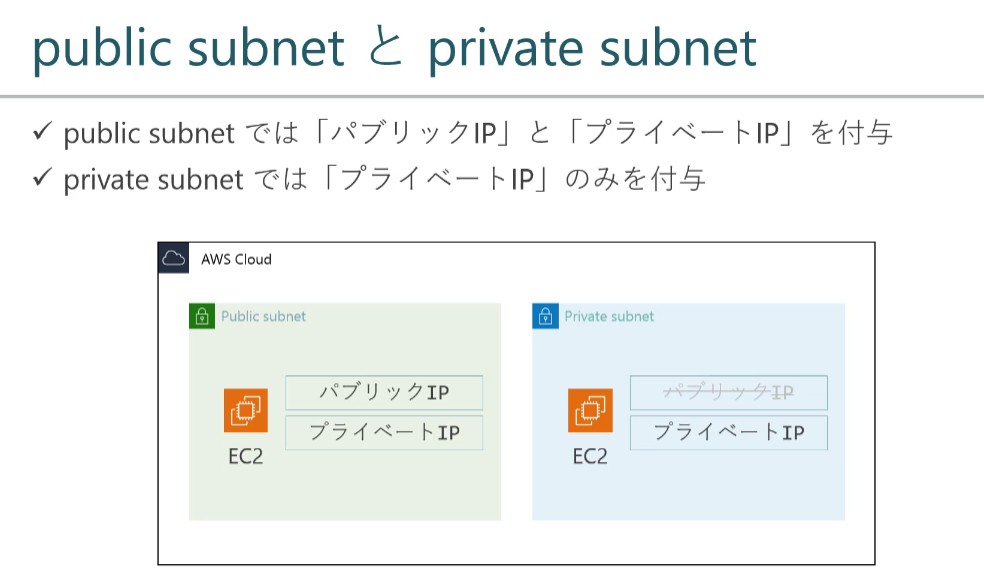 public subnet と private subnet
✓ public subnet では「パブリックIP」と「プライベートIP」を付与
✓ private subnet では「プライベートIP」のみを付与
AWS Cloud
Public subnet
パブリックIP
プライベートIP
EC2
Private subnet
パブリックIP
プライベートIP
EC2